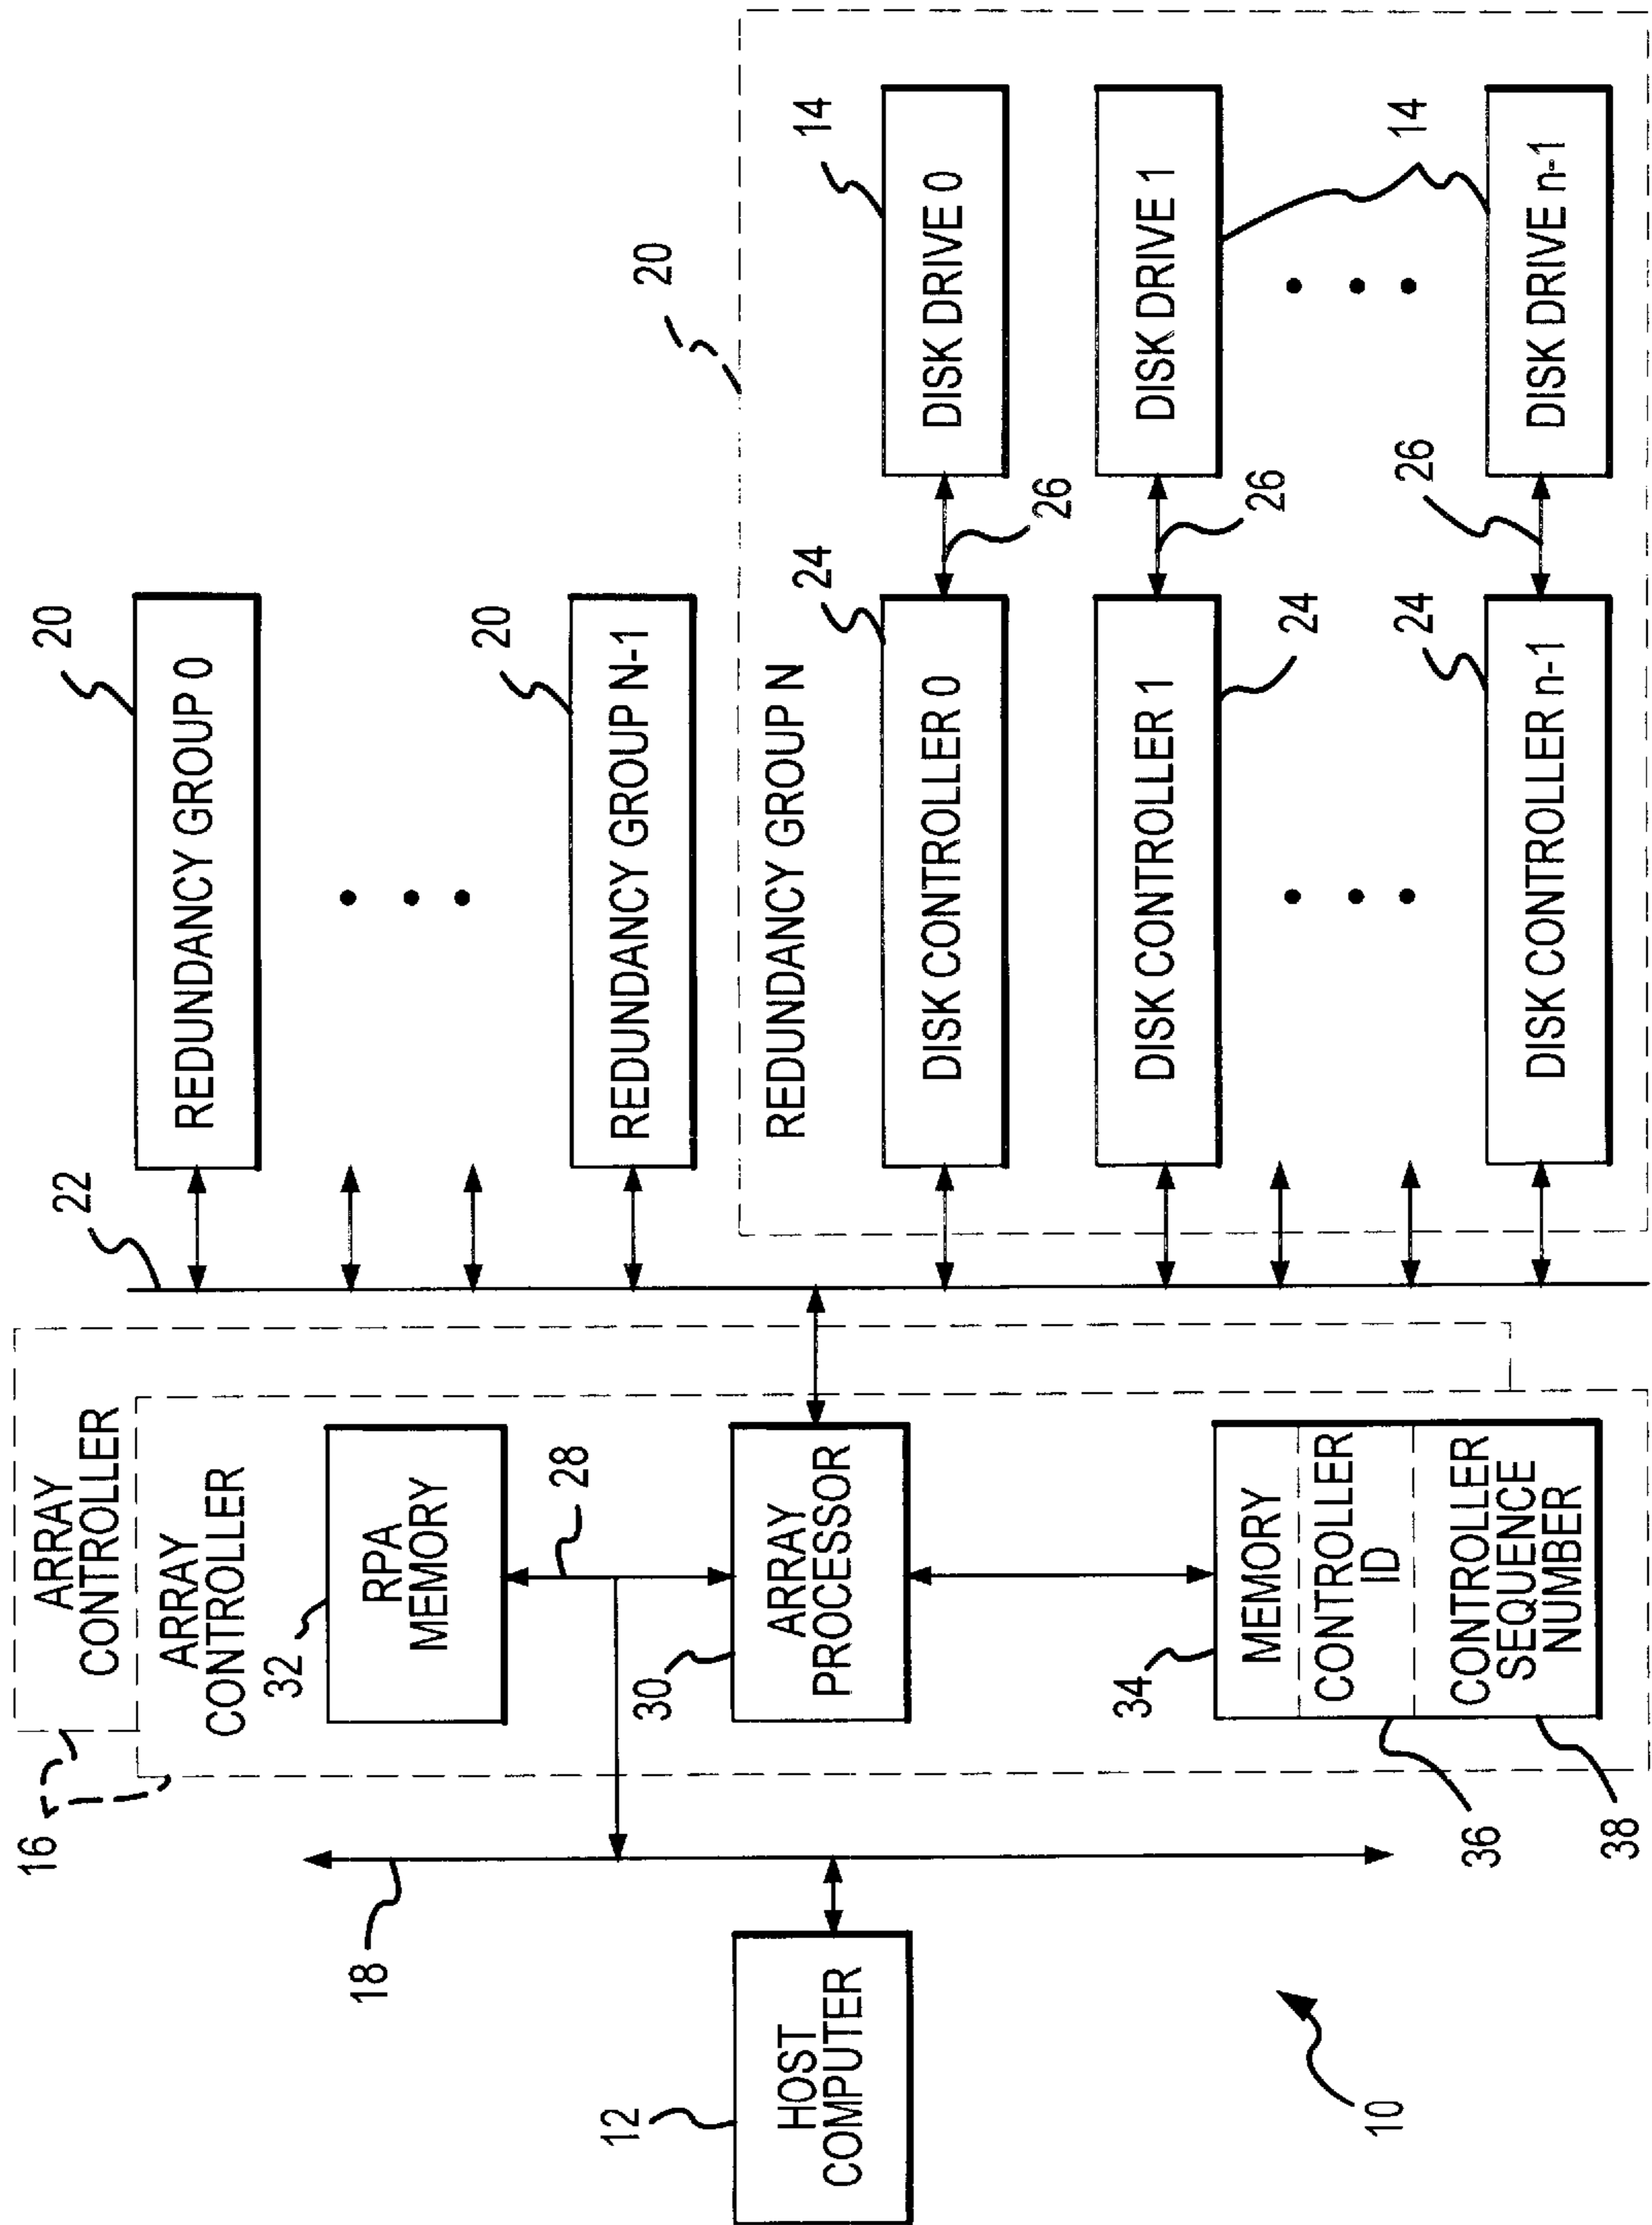 16
ARRAY
CONTROLLER
ARRAY
CONTROLLER
32
RPA
MEMORY
28
30
ARRAY
PROCESSOR
34
MEMORY
CONTROLLER
ID
CONTROLLER
SEQUENCE
NUMBER
36
38
18
12
HOST
COMPUTER
10
22
20
REDUNDANCY GROUP 0
20
REDUNDANCY GROUP N-1
20
REDUNDANCY GROUP N
24
DISK CONTROLLER 0
26
14
DISK DRIVE 0
DISK CONTROLLER 1
24
26
DISK DRIVE 1
14
24
DISK CONTROLLER n-1
26
DISK DRIVE n-1